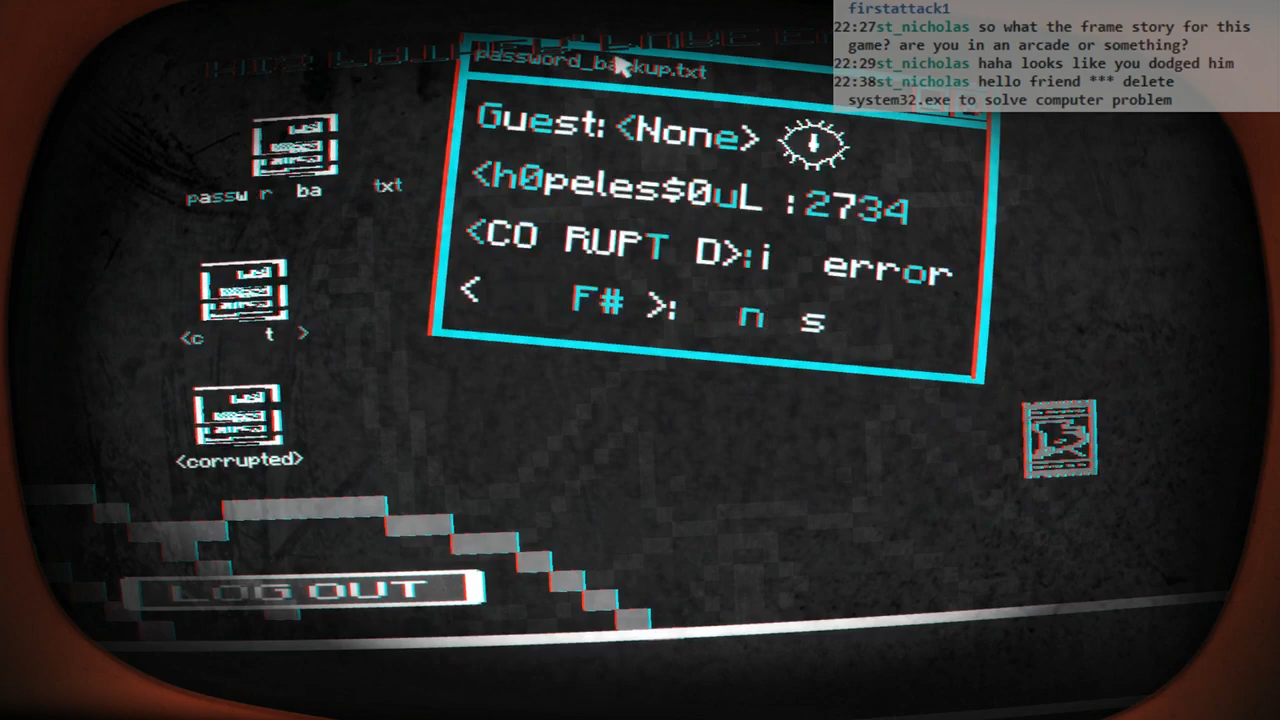 firstattack1
22:27st_nicholas so what the frame story for this
game? are you in an arcade or something?
22:29st_nicholas haha looks like you dodged him
22:38st_nicholas hello friend *** delete
system32.exe to solve computer problem
password_backup.txt
Guest: <None>
<h0peles$0uL :2734
<CO RUPT D>:i error
< F# >: n s
passw r ba txt
<c t >
<corrupted>
LOG OUT